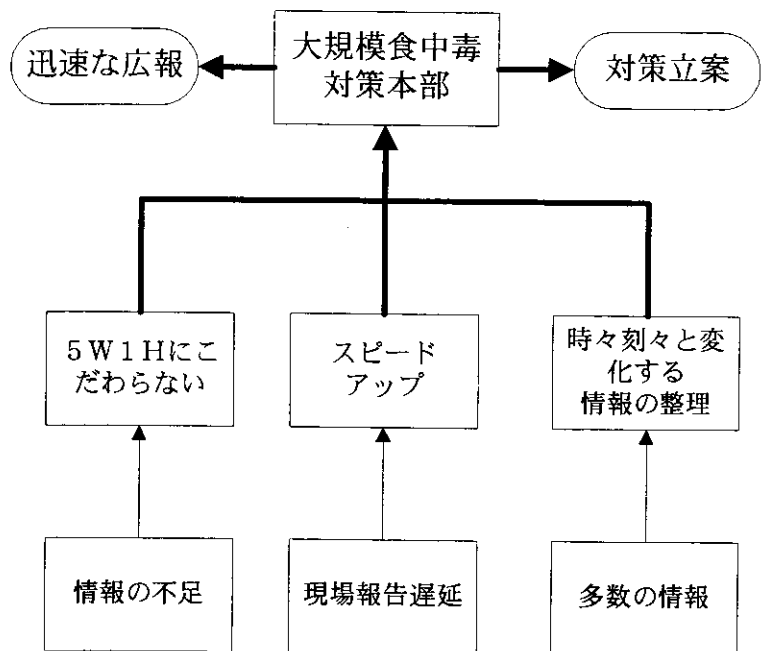 迅速な広報
大規模食中毒
対策本部
対策立案
５Ｗ１Ｈにこ
だわらない
スピード
アップ
時々刻々と変
化する
情報の整理
情報の不足
現場報告遅延
多数の情報